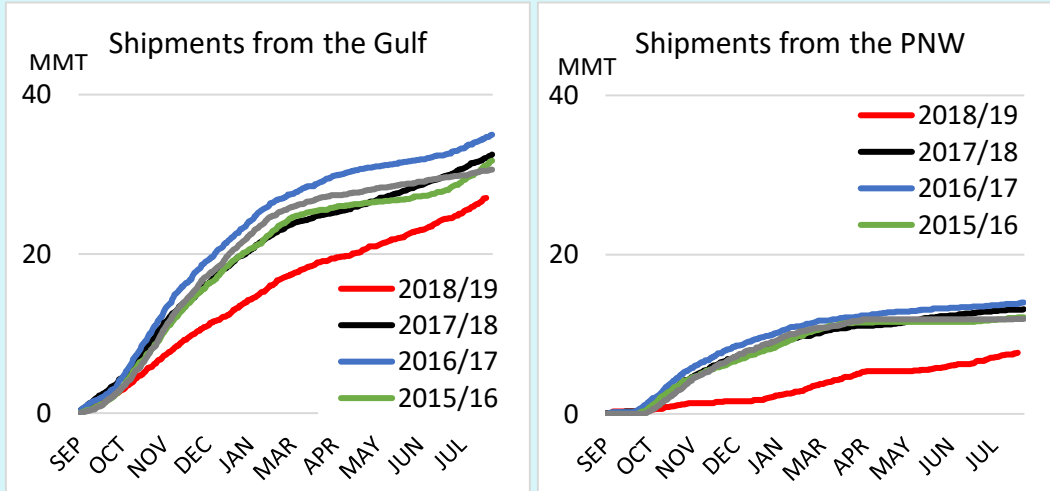 Shipments from the Gulf
MMT
40
20
0
2018/19
2017/18
2016/17
2015/16
SEP
OCT
NOV
DEC
JAN
MAR
APR
MAY
JUN
JUL
Shipments from the PNW
MMT
40
20
0
2018/19
2017/18
2016/17
2015/16
SEP
OCT
NOV
DEC
JAN
MAR
APR
MAY
JUN
JUL